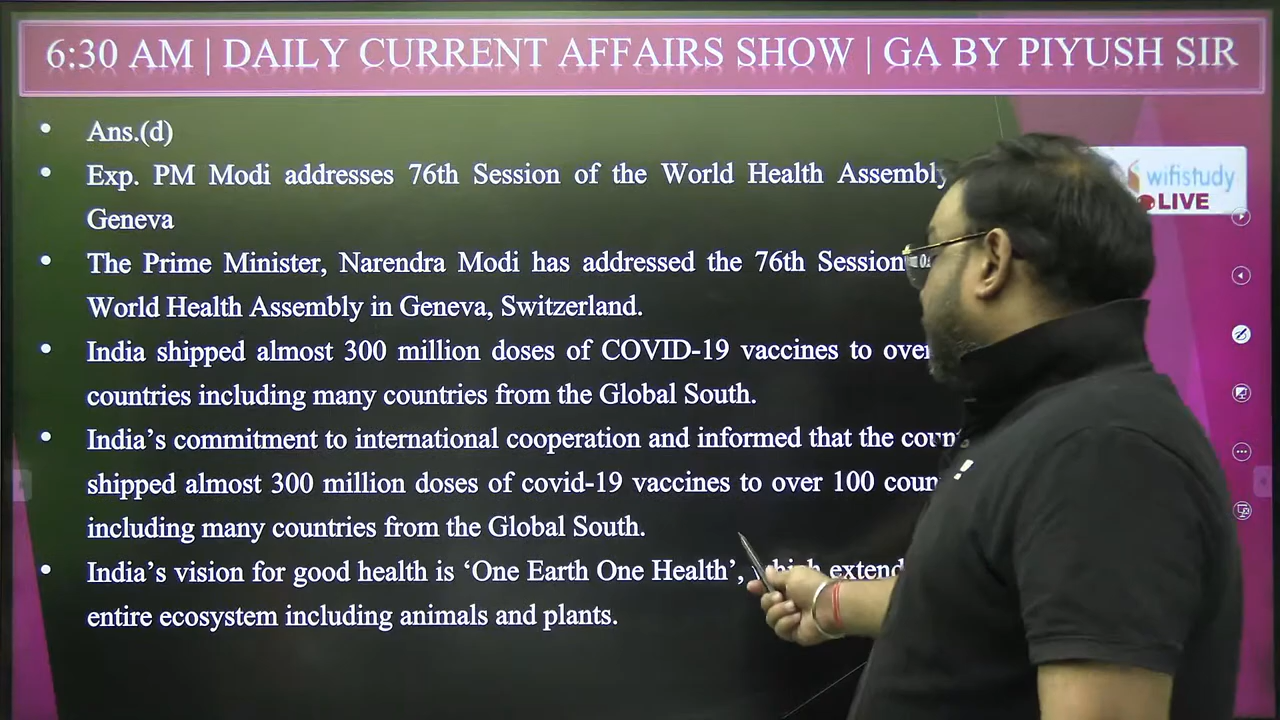 6:30 AM | DAILY CURRENT AFFAIRS SHOW | GA BY PIYUSH SIR
• Ans.(d)
• Exp. PM Modi addresses 76th Session of the World Health Assembly
Geneva
• The Prime Minister, Narendra Modi has addressed the 76th Session
World Health Assembly in Geneva, Switzerland.
• India shipped almost 300 million doses of COVID-19 vaccines to over
countries including many countries from the Global South.
• India's commitment to international cooperation and informed that the
shipped almost 300 million doses of covid-19 vaccines to over 100
including many countries from the Global South.
• India's vision for good health is ‘One Earth One Health’,
entire ecosystem including animals and plants.
wifistudy
LIVE